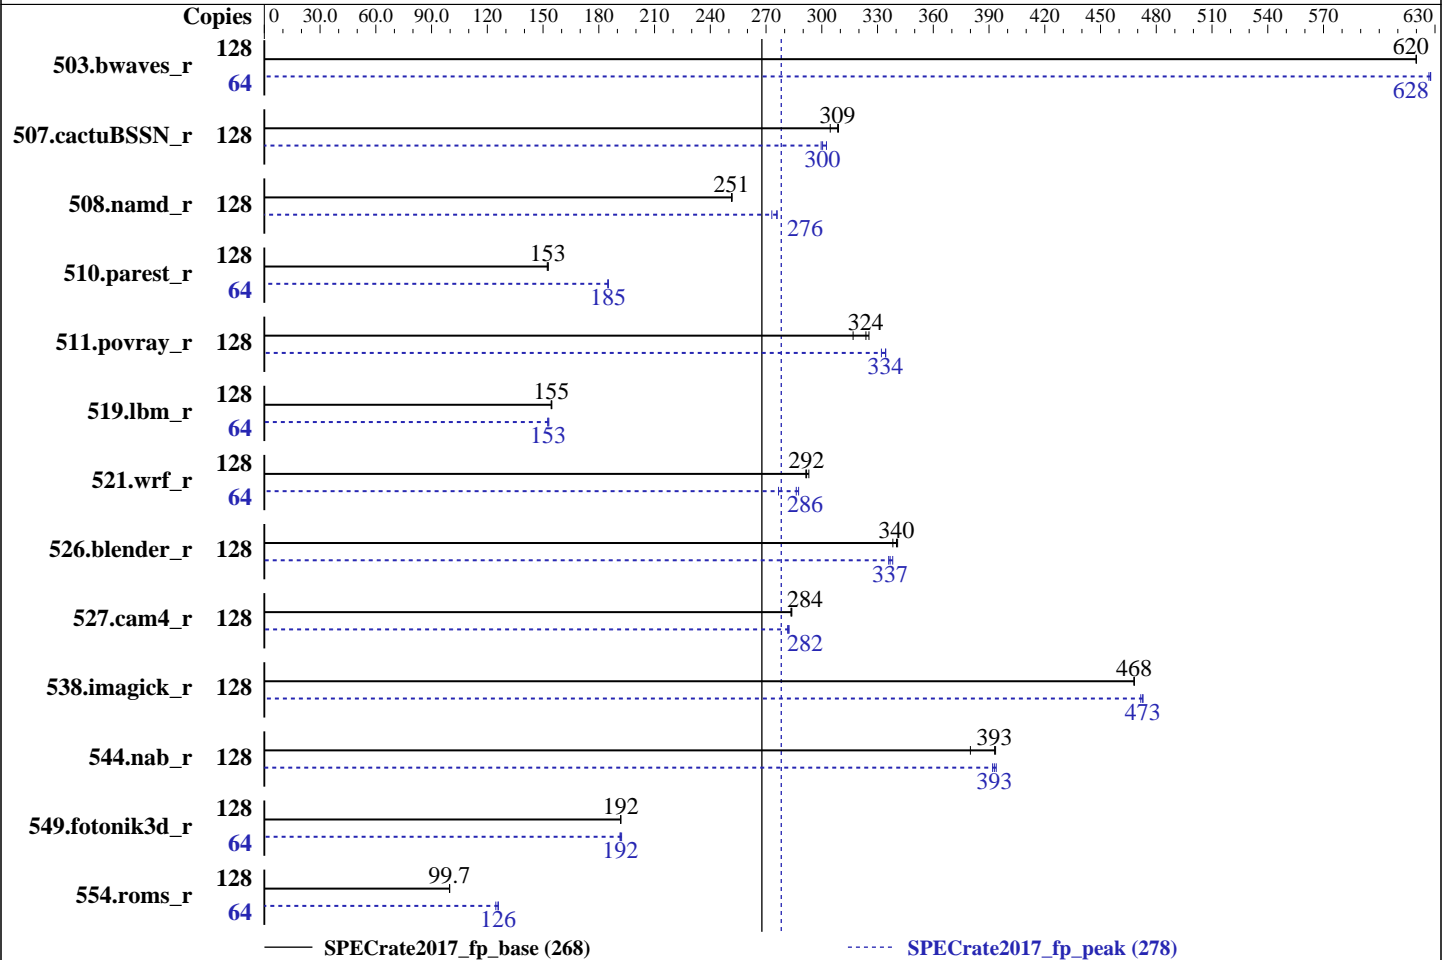 Copies 0 30.0 60.0 90.0 120 150 180 210 240 270 300 330 360 390 420 450 480 510 540 570 630
503.bwaves_r 128 620
64 628
507.cactuBSSN_r 128 309
300
508.namd_r 128 251
276
510.parest_r 128 153
64 185
511.povray_r 128 324
334
519.lbm_r 128 155
64 153
521.wrf_r 128 292
64 286
526.blender_r 128 340
337
527.cam4_r 128 284
282
538.imagick_r 128 468
473
544.nab_r 128 393
393
549.fotonik3d_r 128 192
64 192
554.roms_r 128 99.7
64 126
SPECrate2017_fp_base (268) SPECrate2017_fp_peak (278)